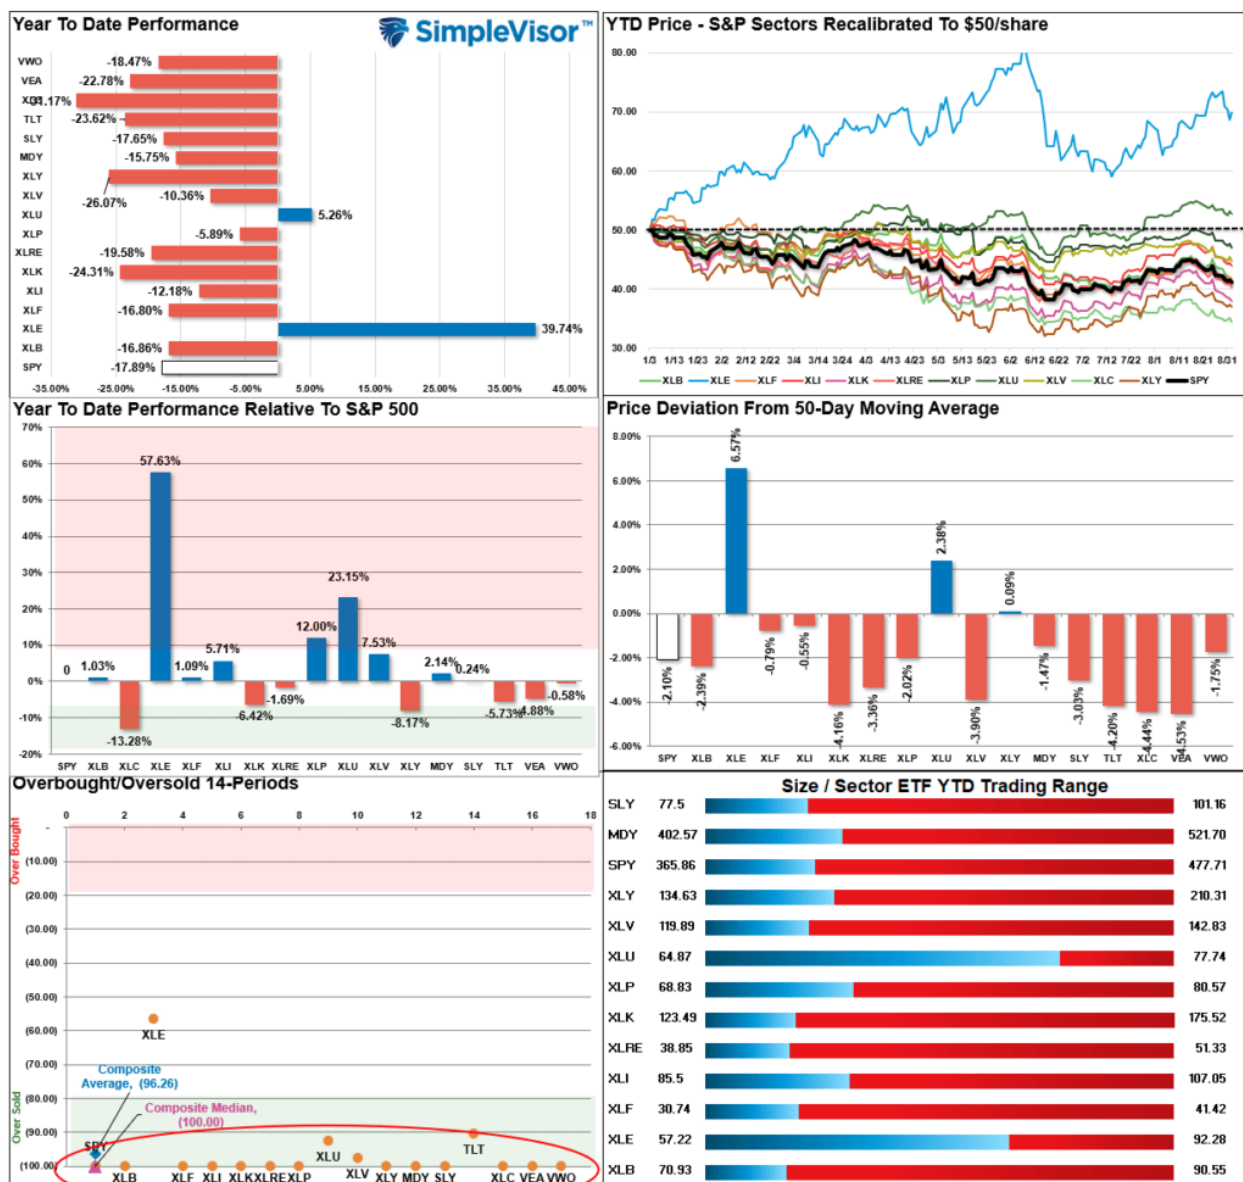 Year To Date Performance
SimpleVisor
VWO -18.47%
VEA -22.78%
-31.17%
TLT -23.62%
SLY -17.65%
MDY -15.75%
XLY -26.07%
XLV -10.36%
XLU 5.26%
XLP -5.89%
XLRE -19.58%
XLK -24.31%
XLI -12.18%
XLF -16.80%
XLE 39.74%
XLB -16.86%
SPY -17.89%
-35.00% -25.00% -15.00% -5.00% 5.00% 15.00% 25.00% 35.00% 45.00%
YTD Price - S&P Sectors Recalibrated To $50/share
80.00
70.00
60.00
50.00
40.00
30.00
1/3 1/13 1/23 2/2 2/12 2/22 3/4 3/14 3/24 4/3 4/13 4/23 5/3 5/13 5/23 6/2 6/12 6/22 7/2 7/12 7/22 8/1 8/11 8/21 8/31
XLB XLE XLF XLI XLK XLRE XLP XLU XLV XLC XLY SPY
Year To Date Performance Relative To S&P 500
70%
60%
50%
40%
30%
20%
10%
0%
-10%
-20%
0 1.03% -13.28% 57.63% 1.09% 5.71% -6.42% -1.69% 12.00% 23.15% 7.53% -8.17% 2.14% 0.24% -5.73% -4.88% -0.58%
SPY XLB XLC XLE XLF XLI XLK XLRE XLP XLU XLV XLY MDY SLY TLT VEA VWO
Price Deviation From 50-Day Moving Average
8.00%
6.00%
4.00%
2.00%
0.00%
-2.00%
-4.00%
-6.00%
-2.10% -2.39% 6.57% -0.79% -0.55% -4.16% -3.36% -2.02% 2.38% -3.90% 0.09% -1.47% -3.03% -4.20% -4.44% -4.53% -1.75%
SPY XLB XLE XLF XLI XLK XLRE XLP XLU XLV XLY MDY SLY TLT XLC VEA VWO
Overbought/Oversold 14-Periods
0 2 4 6 8 10 12 14 16 18
Over Bought
-
(10.00)
(20.00)
(30.00)
(40.00)
(50.00)
(60.00)
(70.00)
(80.00)
(90.00)
(100.00)
Over Sold
XLE
Composite
Average, (96.26)
Composite Median,
(100.00)
SPY
XLU
TLT
XLV
XLB XLF XLI XLK XLRE XLP XLY MDY SLY XLC VEA VWO
Size / Sector ETF YTD Trading Range
SLY 77.5 101.16
MDY 402.57 521.70
SPY 365.86 477.71
XLY 134.63 210.31
XLV 119.89 142.83
XLU 64.87 77.74
XLP 68.83 80.57
XLK 123.49 175.52
XLRE 38.85 51.33
XLI 85.5 107.05
XLF 30.74 41.42
XLE 57.22 92.28
XLB 70.93 90.55